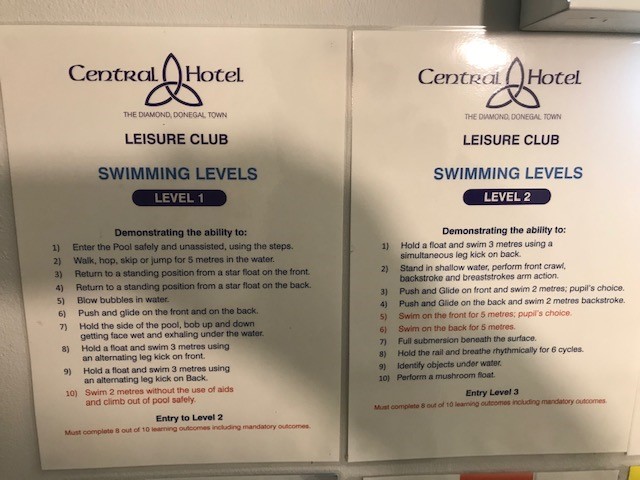 Central Hotel
THE DIAMOND, DONEGAL TOWN
LEISURE CLUB
SWIMMING LEVELS
LEVEL 1
Demonstrating the ability to:
1) Enter the Pool safely and unassisted, using the steps.
2) Walk, hop, skip or jump for 5 metres in the water.
3) Return to a standing position from a star float on the front.
4) Return to a standing position from a star float on the back.
5) Blow bubbles in water.
6) Push and glide on the front and on the back.
7) Hold the side of the pool, bob up and down
getting face wet and exhaling under the water.
8) Hold a float and swim 3 metres using
an alternating leg kick on front.
9) Hold a float and swim 3 metres using
an alternating leg kick on Back.
10) Swim 2 metres without the use of aids
and climb out of pool safely.
Entry to Level 2
Must complete 8 out of 10 learning outcomes including mandatory outcomes.
Central Hotel
THE DIAMOND, DONEGAL TOWN
LEISURE CLUB
SWIMMING LEVELS
LEVEL 2
Demonstrating the ability to:
1) Hold a float and swim 3 metres using a
simultaneous leg kick on back.
2) Stand in shallow water, perform front crawl,
backstroke and breaststrokes arm action.
3) Push and Glide on front and swim 2 metres; pupil's choice.
4) Push and Glide on the back and swim 2 metres backstroke.
5) Swim on the front for 5 metres; pupil's choice.
6) Swim on the back for 5 metres.
7) Full submersion beneath the surface.
8) Hold the rail and breathe rhythmically for 6 cycles.
9) Identify objects under water.
10) Perform a mushroom float.
Entry Level 3
Must complete 8 out of 10 learning outcomes including mandatory outcomes.